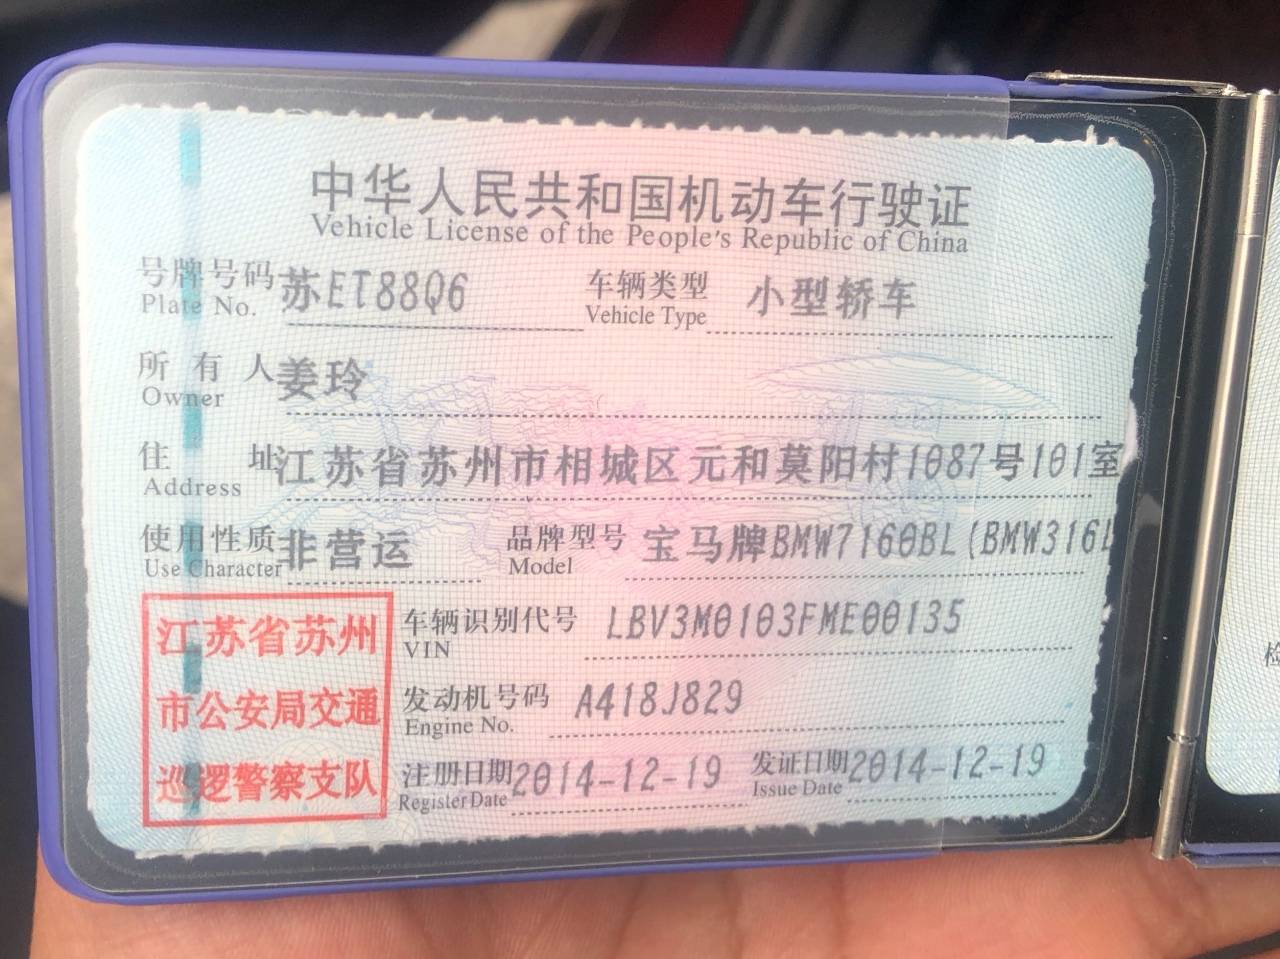 中华人民共和国机动车行驶证
Vehicle License of the People's Republic of China
号牌号码 苏ET88Q6 车辆类型 小型轿车
Plate No. Vehicle Type
所有人 姜玲
Owner
住址 江苏省苏州市相城区元和莫阳村1087号101室
Address
使用性质 非营运 品牌型号 宝马牌BMW7160BL(BMW316L
Use Character Model
江苏省苏州
市公安局交通
巡逻警察支队
车辆识别代号 LBV3M0103FME00135
VIN
发动机号码 A418J829
Engine No.
注册日期 2014-12-19 发证日期 2014-12-19
Register Date Issue Date
检